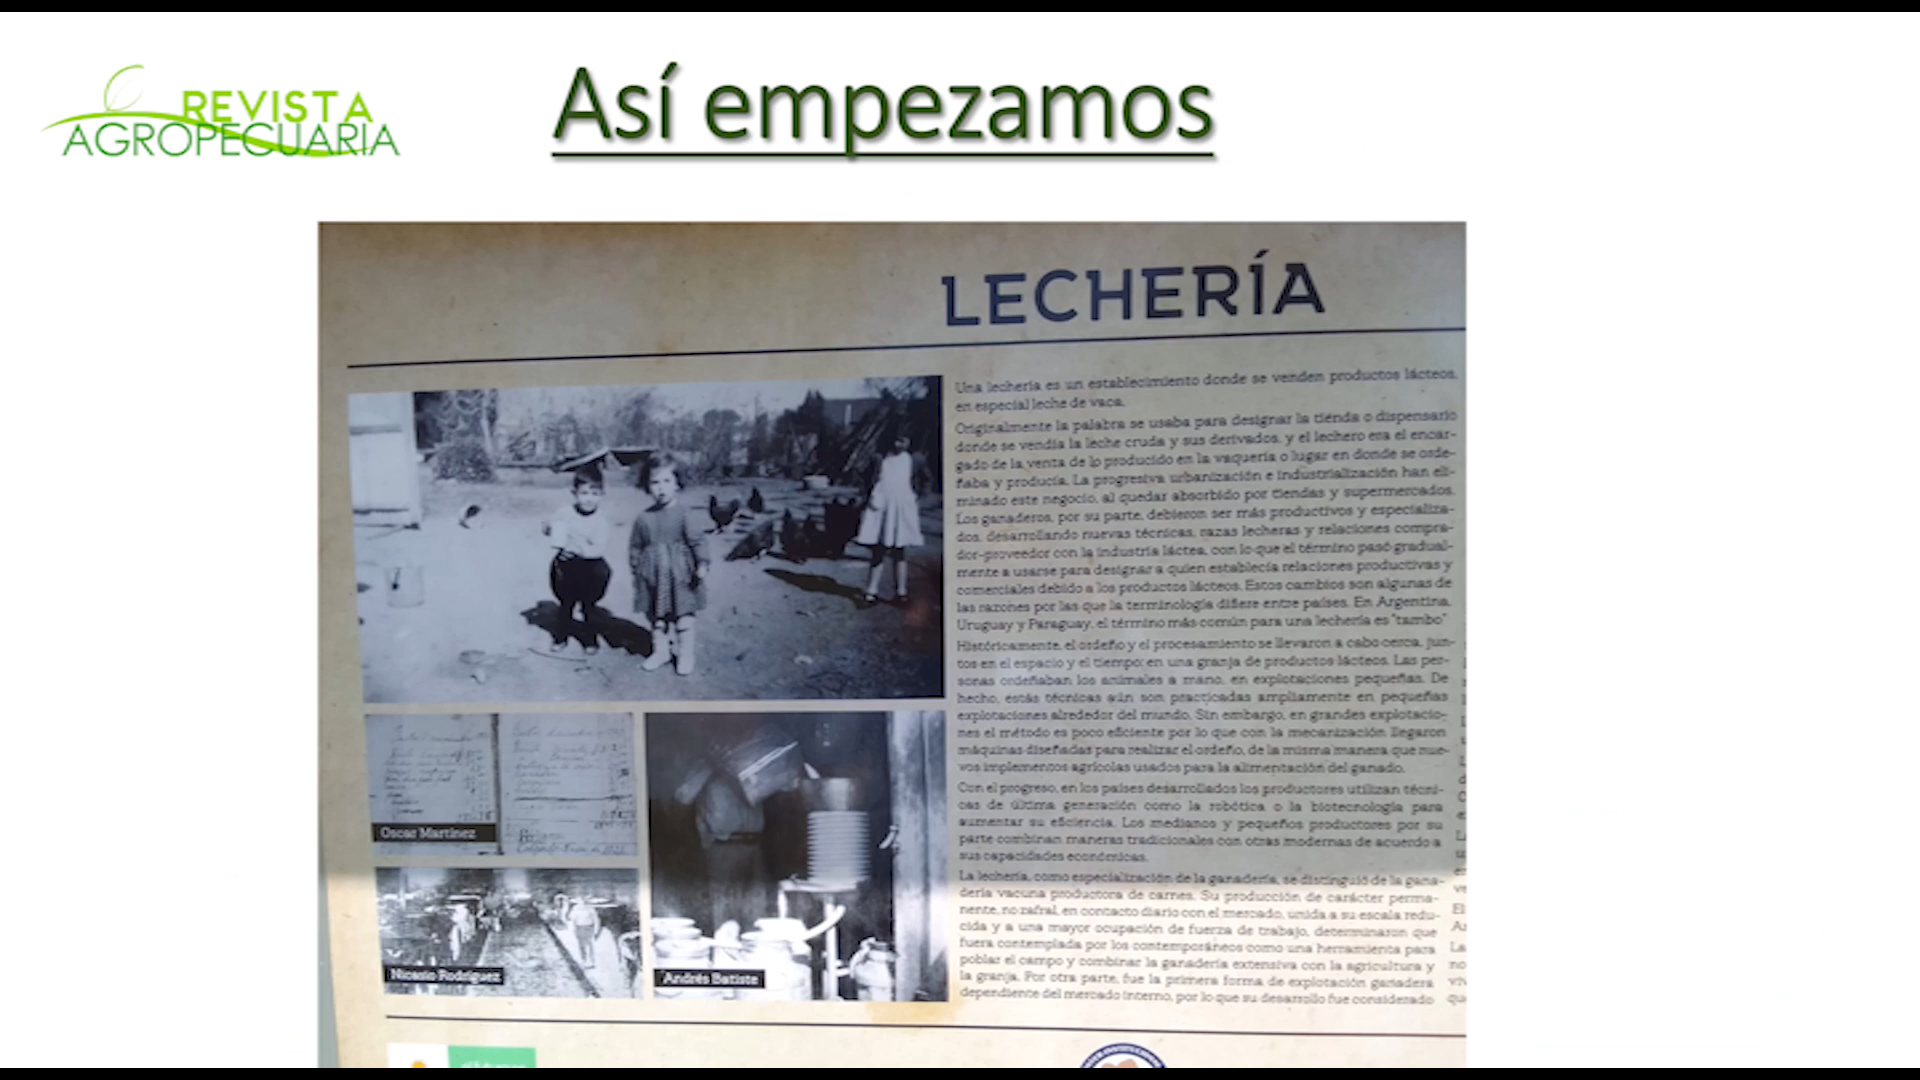 REVISTA
AGROPECUARIA
Así empezamos
LECHERÍA
Una lechería es un establecimiento donde se venden productos lácteos,
en especial leche de vaca.
Originalmente la palabra se usaba para designar la tienda o dispensario
donde se vendía la leche cruda y sus derivados, y el lechero era el encar-
gado de la venta de lo producido en la vaquería o lugar en donde se orde-
ñaba y producía. La progresiva urbanización e industrialización han eli-
minado este negocio, al quedar absorbido por tiendas y supermercados.
Los ganaderos, por su parte, debieron ser más productivos y especializa-
dos, desarrollando nuevas técnicas, razas lecheras y relaciones compra-
dor-proveedor con la industria láctea, con lo que el término pasó gradual-
mente a usarse para designar a quien establecía relaciones productivas y
comerciales debido a los productos lácteos. Estos cambios son algunas de
las razones por las que la terminología difiere entre países. En Argentina,
Uruguay y Paraguay, el término más común para una lechería es "tambo"
Históricamente, el ordeño y el procesamiento se llevaron a cabo cerca, jun-
tos en el espacio y el tiempo: en una granja de productos lácteos. Las per-
sonas ordeñaban los animales a mano, en explotaciones pequeñas. De
hecho, estás técnicas aún son practicadas ampliamente en pequeñas
explotaciones alrededor del mundo. Sin embargo, en grandes explotacio-
nes el método es poco eficiente por lo que con la mecanización llegaron
máquinas diseñadas para realizar el ordeño, de la misma manera que nue-
vos implementos agrícolas usados para la alimentación del ganado.
Con el progreso, en los países desarrollados los productores utilizan técni-
cas de última generación como la robótica o la biotecnología para
aumentar su eficiencia. Los medianos y pequeños productores por su
parte combinan maneras tradicionales con otras modernas de acuerdo a
sus capacidades económicas.
La lechería, como especialización de la ganadería, se distinguió de la gana-
dería vacuna productora de carnes. Su producción de carácter perma-
nente, no zafral, en contacto diario con el mercado, unida a su escala redu-
cida y a una mayor ocupación de fuerza de trabajo, determinaron que
fuera contemplada por los contemporáneos como una herramienta para
poblar el campo y combinar la ganadería extensiva con la agricultura y
la granja. Por otra parte, fue la primera forma de explotación ganadera
dependiente del mercado interno, por lo que su desarrollo fue considerado
Oscar Martínez
Nicasio Rodríguez
Andrés Batiste